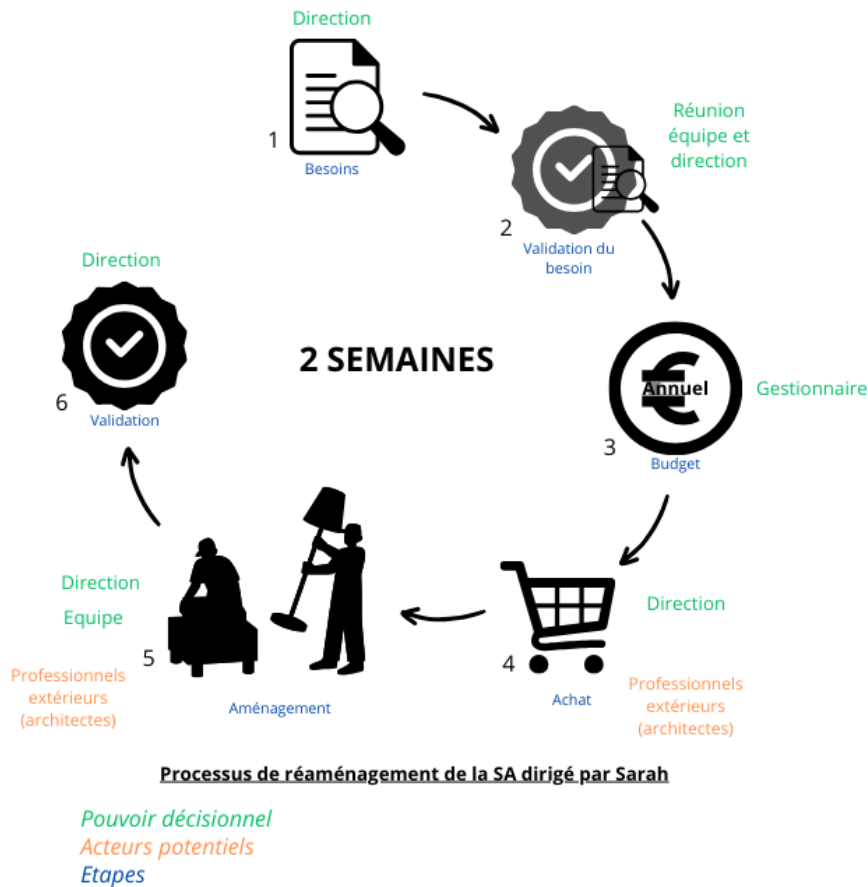 Direction
1
Besoins
Réunion
équipe et
direction
2
Validation du
besoin
Annuel
Gestionnaire
3
Budget
Direction
4
Professionnels
extérieurs
(architectes)
Achat
Direction
Equipe
5
Professionnels
extérieurs
(architectes)
Aménagement
Direction
6
Validation
2 SEMAINES
Processus de réaménagement de la SA dirigé par Sarah
Pouvoir décisionnel
Acteurs potentiels
Etapes